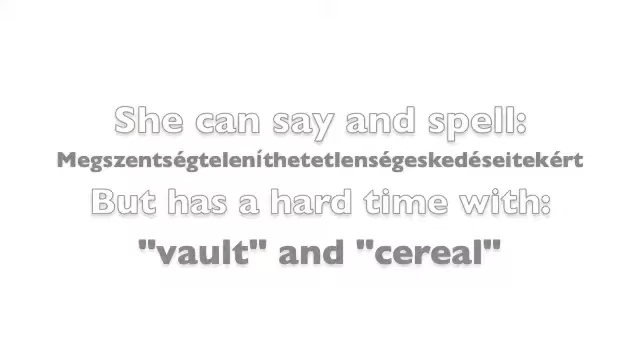 She can say and spell:
Megszentségteleníthetetlenségeskedéseitekért
But has a hard time with:
"vault" and "cereal"